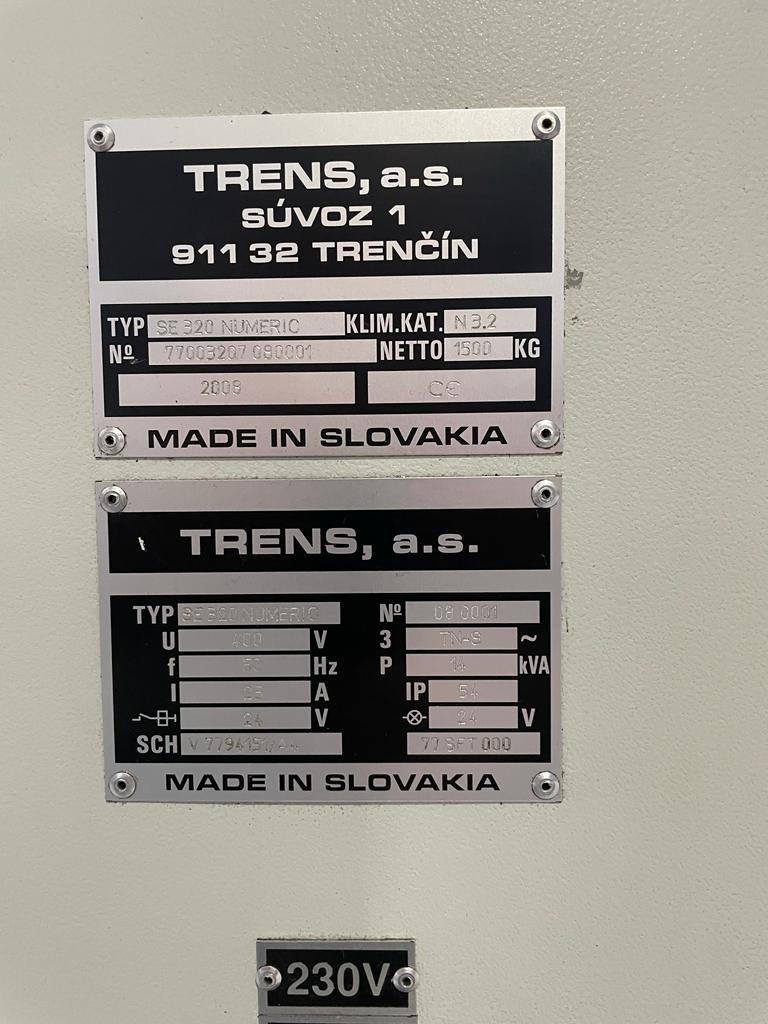 TRENS, a.s.
SÚVOZ 1
911 32 TRENČÍN
TYP SE 320 NUMERIC KLIM.KAT. N 3.2
Nº 77003207 080001 NETTO 1500 KG
2008 CE
MADE IN SLOVAKIA
TRENS, a.s.
TYP SE 320 NUMERIC Nº 08 0001
U 400 V 3 TN-S ~
f 50 Hz P 14 kVA
I 25 A IP 54
24 V 24 V
SCH V 77 SFT 000
MADE IN SLOVAKIA
230V